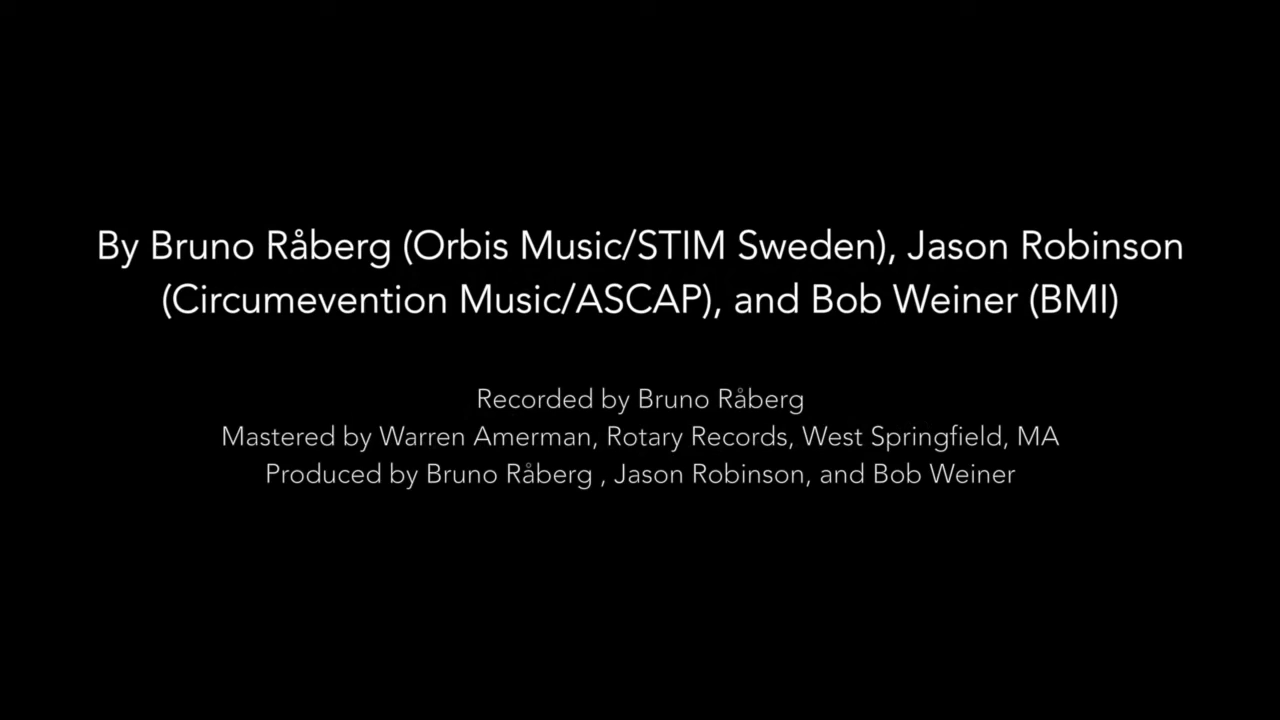 By Bruno Råberg (Orbis Music/STIM Sweden), Jason Robinson
(Circumevention Music/ASCAP), and Bob Weiner (BMI)
Recorded by Bruno Råberg
Mastered by Warren Amerman, Rotary Records, West Springfield, MA
Produced by Bruno Råberg , Jason Robinson, and Bob Weiner